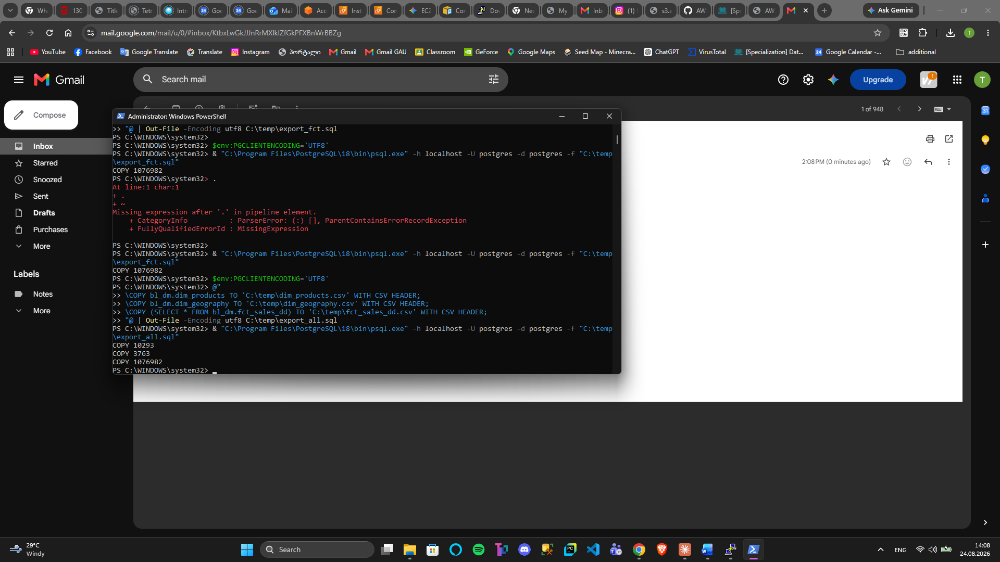 Wha
130
Title
Tetr
Intro
Goo
Goo
Mai
Acc
Inst
Con
EC2
Cor
Dov
Nev
My
Inb
(1)
s3.e
AW
[Spe
AW
Ask Gemini
mail.google.com/mail/u/0/#inbox/KtbxLwGkJJJnRrMXlklZfGkPFXBnWrBBZg
YouTube
Facebook
Google Translate
Translate
Instagram
პორტალი
Gmail
Gmail GAU
Classroom
GeForce
Google Maps
Seed Map - Minecra...
ChatGPT
VirusTotal
[Specialization] Dat...
Google Calendar -...
additional
Gmail
Search mail
Upgrade
T
Compose
1 of 948
Inbox
Starred
Snoozed
Sent
Drafts
Purchases
More
Labels
Notes
More
2:08 PM (0 minutes ago)
Administrator: Windows PowerShell
>> "@ | Out-File -Encoding utf8 C:\temp\export_fct.sql
PS C:\WINDOWS\system32>
PS C:\WINDOWS\system32> $env:PGCLIENTENCODING='UTF8'
PS C:\WINDOWS\system32> & "C:\Program Files\PostgreSQL\18\bin\psql.exe" -h localhost -U postgres -d postgres -f "C:\temp
\export_fct.sql"
COPY 1076982
PS C:\WINDOWS\system32> .
At line:1 char:1
+ .
+ ~
Missing expression after '.' in pipeline element.
+ CategoryInfo          : ParserError: (:) [], ParentContainsErrorRecordException
+ FullyQualifiedErrorId : MissingExpression
PS C:\WINDOWS\system32>
PS C:\WINDOWS\system32> & "C:\Program Files\PostgreSQL\18\bin\psql.exe" -h localhost -U postgres -d postgres -f "C:\temp
\export_fct.sql"
COPY 1076982
PS C:\WINDOWS\system32> $env:PGCLIENTENCODING='UTF8'
PS C:\WINDOWS\system32> @"
>> \COPY bl_dm.dim_products TO 'C:\temp\dim_products.csv' WITH CSV HEADER;
>> \COPY bl_dm.dim_geography TO 'C:\temp\dim_geography.csv' WITH CSV HEADER;
>> \COPY (SELECT * FROM bl_dm.fct_sales_dd) TO 'C:\temp\fct_sales_dd.csv' WITH CSV HEADER;
>> "@ | Out-File -Encoding utf8 C:\temp\export_all.sql
PS C:\WINDOWS\system32> & "C:\Program Files\PostgreSQL\18\bin\psql.exe" -h localhost -U postgres -d postgres -f "C:\temp
\export_all.sql"
COPY 10293
COPY 3763
COPY 1076982
PS C:\WINDOWS\system32>
29°C
Windy
Search
ENG
14:08
24.08.2026